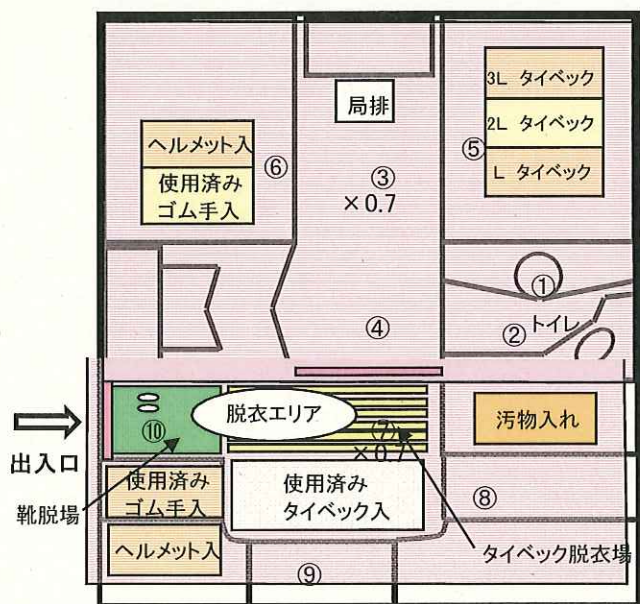 局排
3L タイベック
2L タイベック
L タイベック
⑤
ヘルメット入
使用済み
ゴム手入
⑥
③
×0.7
①
②
トイレ
④
出入口
⑩
脱衣エリア
⑦
×0.7
汚物入れ
靴脱場
使用済み
ゴム手入
使用済み
タイベック入
⑧
ヘルメット入
⑨
タイベック脱衣場